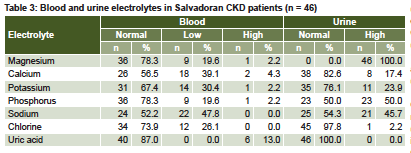 Table 3: Blood and urine electrolytes in Salvadoran CKD patients (n = 46)
Blood Urine
Electrolyte Normal Low High Normal High
n % n % n % n % n %
Magnesium 36 78.3 9 19.6 1 2.2 0 0.0 46 100.0
Calcium 26 56.5 18 39.1 2 4.3 38 82.6 8 17.4
Potassium 31 67.4 14 30.4 1 2.2 35 76.1 11 23.9
Phosphorus 36 78.3 9 19.6 1 2.2 23 50.0 23 50.0
Sodium 24 52.2 22 47.8 0 0.0 25 54.3 21 45.7
Chlorine 34 73.9 12 26.1 0 0.0 45 97.8 1 2.2
Uric acid 40 87.0 0 0.0 6 13.0 46 100.0 0 0.0